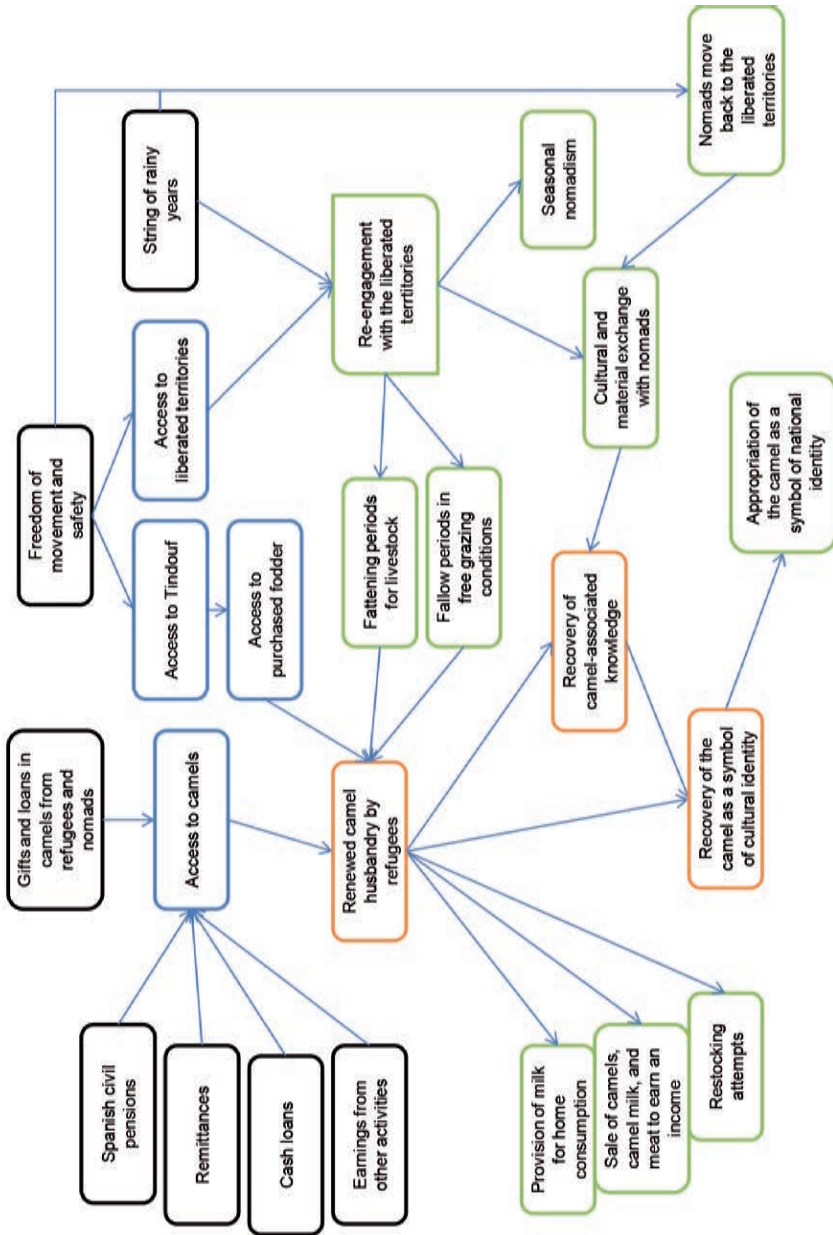 Gifts and loans in
camels from
refugees and
nomads
Freedom of
movement and
safety
String of rainy
years
Spanish civil
pensions
Remittances
Cash loans
Earnings from
other activities
Access to camels
Access to Tindouf
Access to
liberated territories
Access to
purchased fodder
Renewed camel
husbandry by
refugees
Fattening periods
for livestock
Fallow periods in
free grazing
conditions
Re-engagement
with the liberated
terrtitories
Seasonal
nomadism
Cultural and
material exchange
with nomads
Nomads move
back to the
liberated
territories
Provision of milk
for home
consumption
Sale of camels,
camel milk, and
meat to earn an
income
Restocking
attempts
Recovery of
camel-associated
knowledge
Recovery of the
camel as a symbol
of cultural identity
Appropriation of
the camel as a
symbol of national
identity